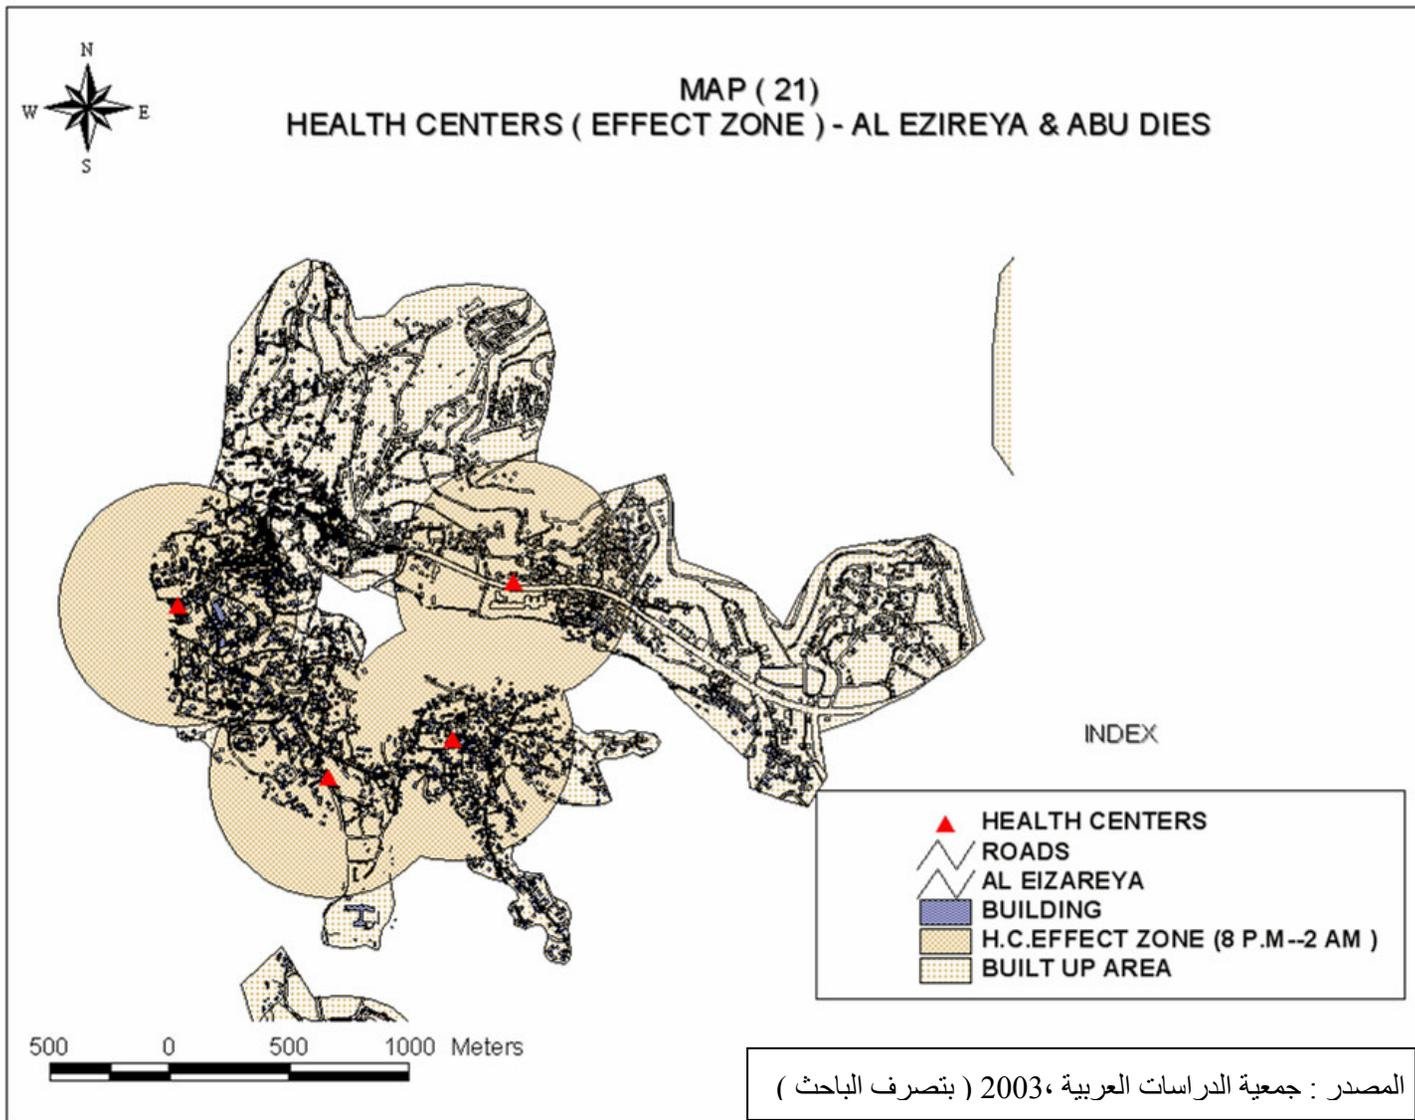 N
W E
S
MAP ( 21)
HEALTH CENTERS ( EFFECT ZONE ) - AL EZIREYA & ABU DIES
INDEX
HEALTH CENTERS
ROADS
AL EIZAREYA
BUILDING
H.C.EFFECT ZONE (8 P.M--2 AM )
BUILT UP AREA
500 0 500 1000 Meters
المصدر : جمعية الدراسات العربية ،2003 ( بتصرف الباحث )